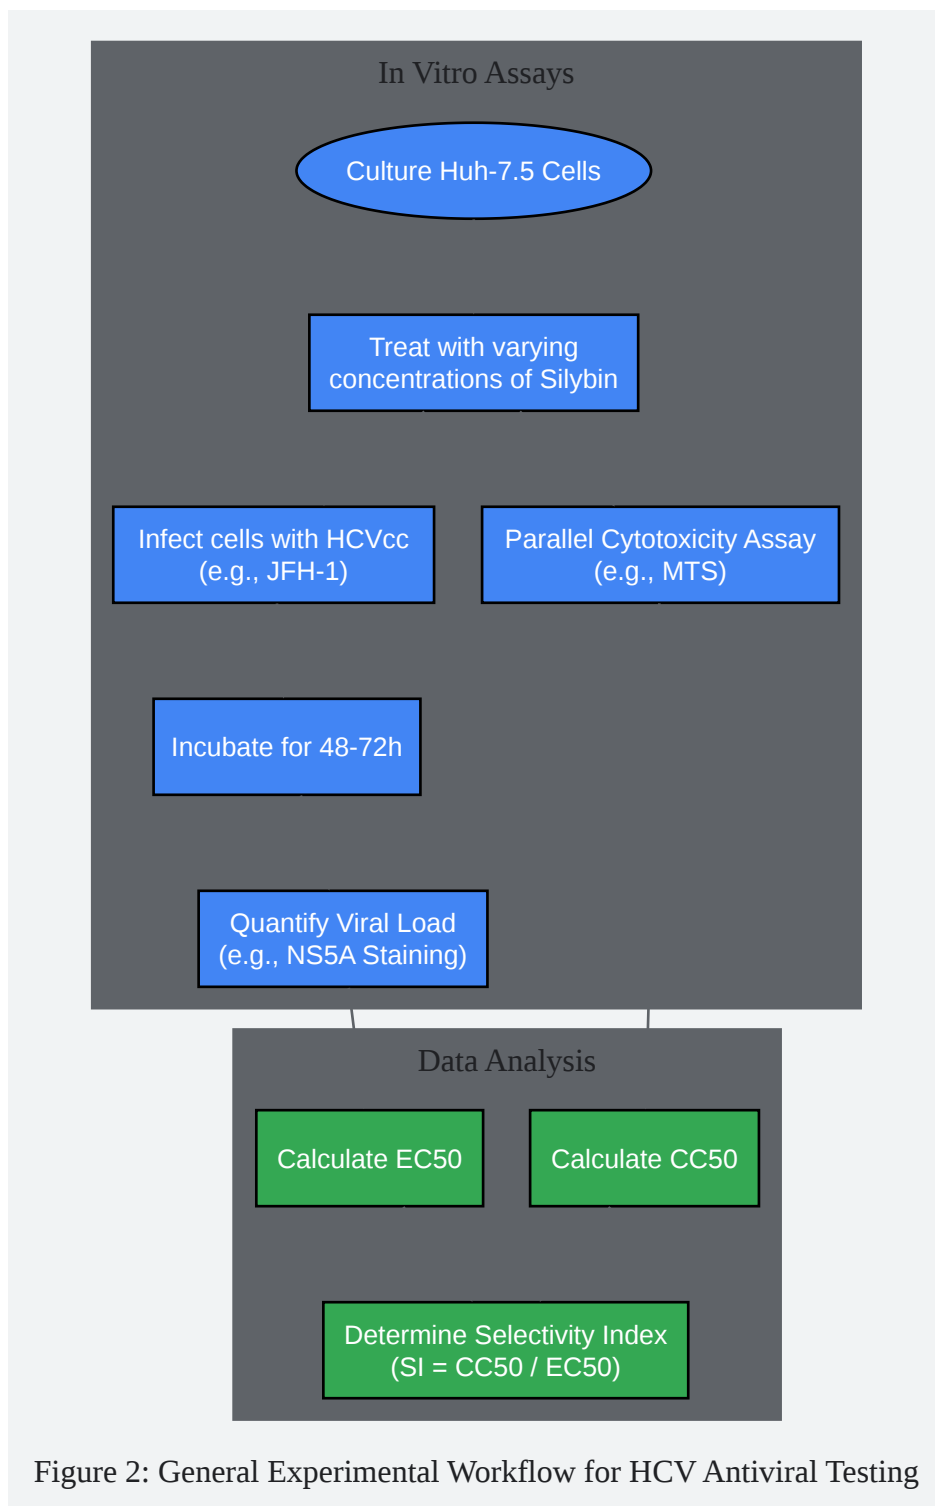 In Vitro Assays
Culture Huh-7.5 Cells
Treat with varying
concentrations of Silybin
Infect cells with HCVcc
(e.g., JFH-1)
Parallel Cytotoxicity Assay
(e.g., MTS)
Incubate for 48-72h
Quantify Viral Load
(e.g., NS5A Staining)
Data Analysis
Calculate EC50
Calculate CC50
Determine Selectivity Index
(SI = CC50 / EC50)
Figure 2: General Experimental Workflow for HCV Antiviral Testing